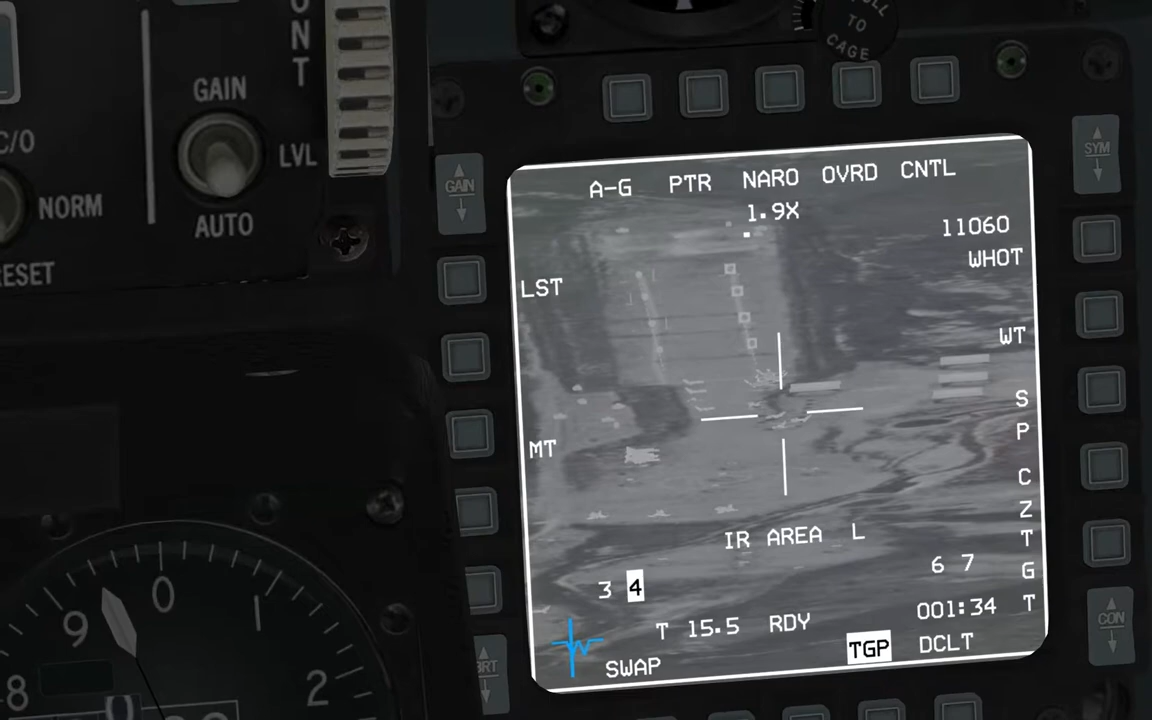 ONT
GAIN
C/O
LVL
NORM
AUTO
RESET
PULL
TO
CAGE
GAIN
SYM
A-G PTR NARO OVRD CNTL
1.9X
11060
WHOT
LST
WT
S
P
MT
C
Z
IR AREA L
T
G
T
6 7
3 4
001:34
T 15.5 RDY
CON
BRT
SWAP TGP DCLT
0
1
9
2
8